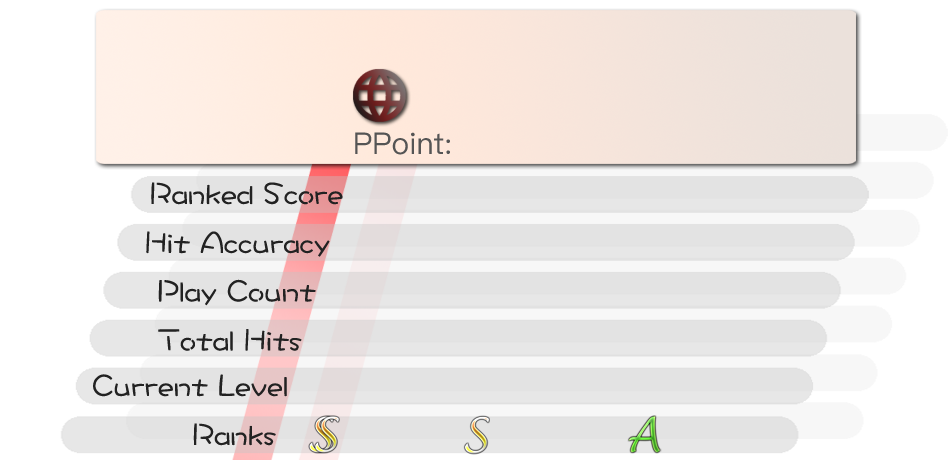 PPoint:
Ranked Score
Hit Accuracy
Play Count
Total Hits
Current Level
Ranks S S A